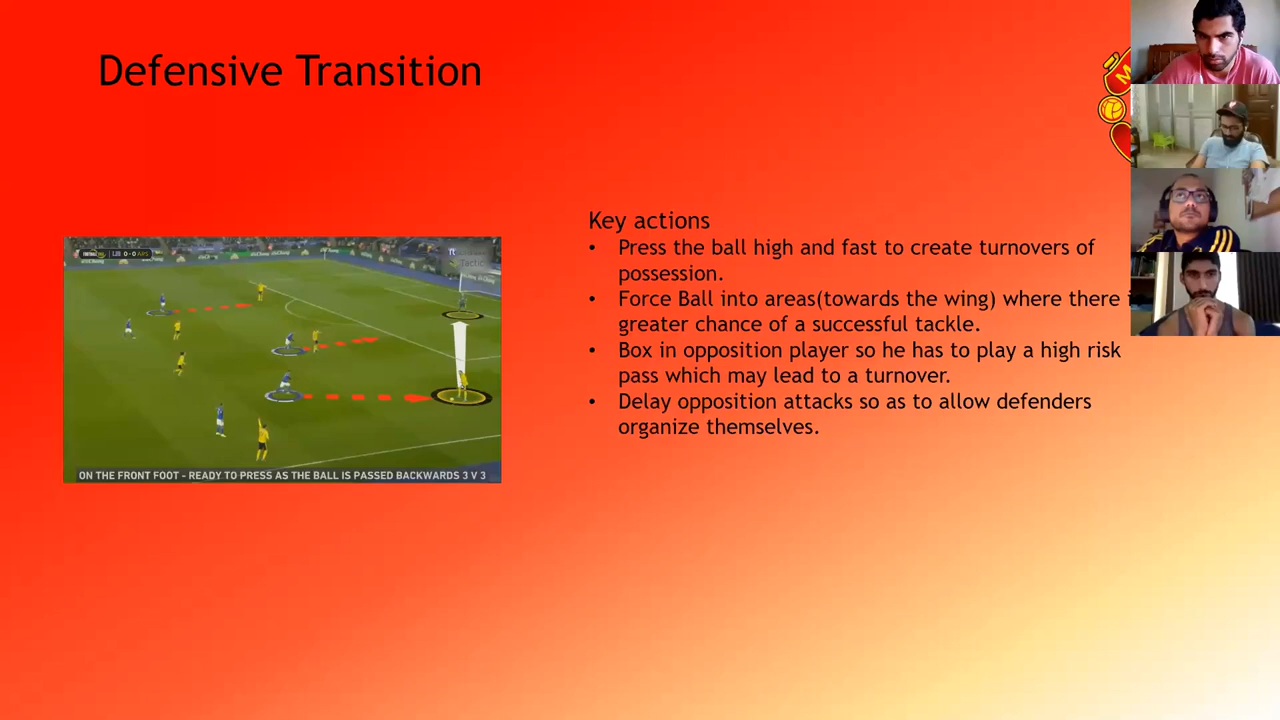 Defensive Transition
Key actions
• Press the ball high and fast to create turnovers of
possession.
• Force Ball into areas(towards the wing) where there
greater chance of a successful tackle.
• Box in opposition player so he has to play a high risk
pass which may lead to a turnover.
• Delay opposition attacks so as to allow defenders
organize themselves.
0-0
Tactic
ON THE FRONT FOOT - READY TO PRESS AS THE BALL IS PASSED BACKWARDS 3 V 3
M